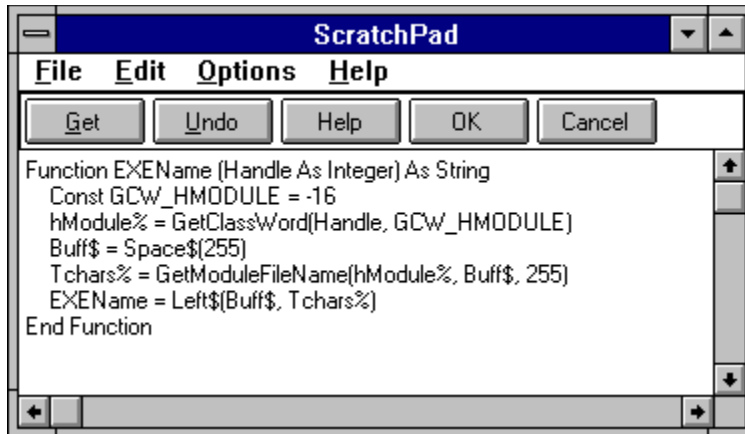 ScratchPad
File Edit Options Help
Get Undo Help OK Cancel
Function EXEName (Handle As Integer) As String
Const GCW_HMODULE = -16
hModule% = GetClassWord(Handle, GCW_HMODULE)
Buff$ = Space$(255)
Tchars% = GetModuleFileName(hModule%, Buff$, 255)
EXEName = Left$(Buff$, Tchars%)
End Function